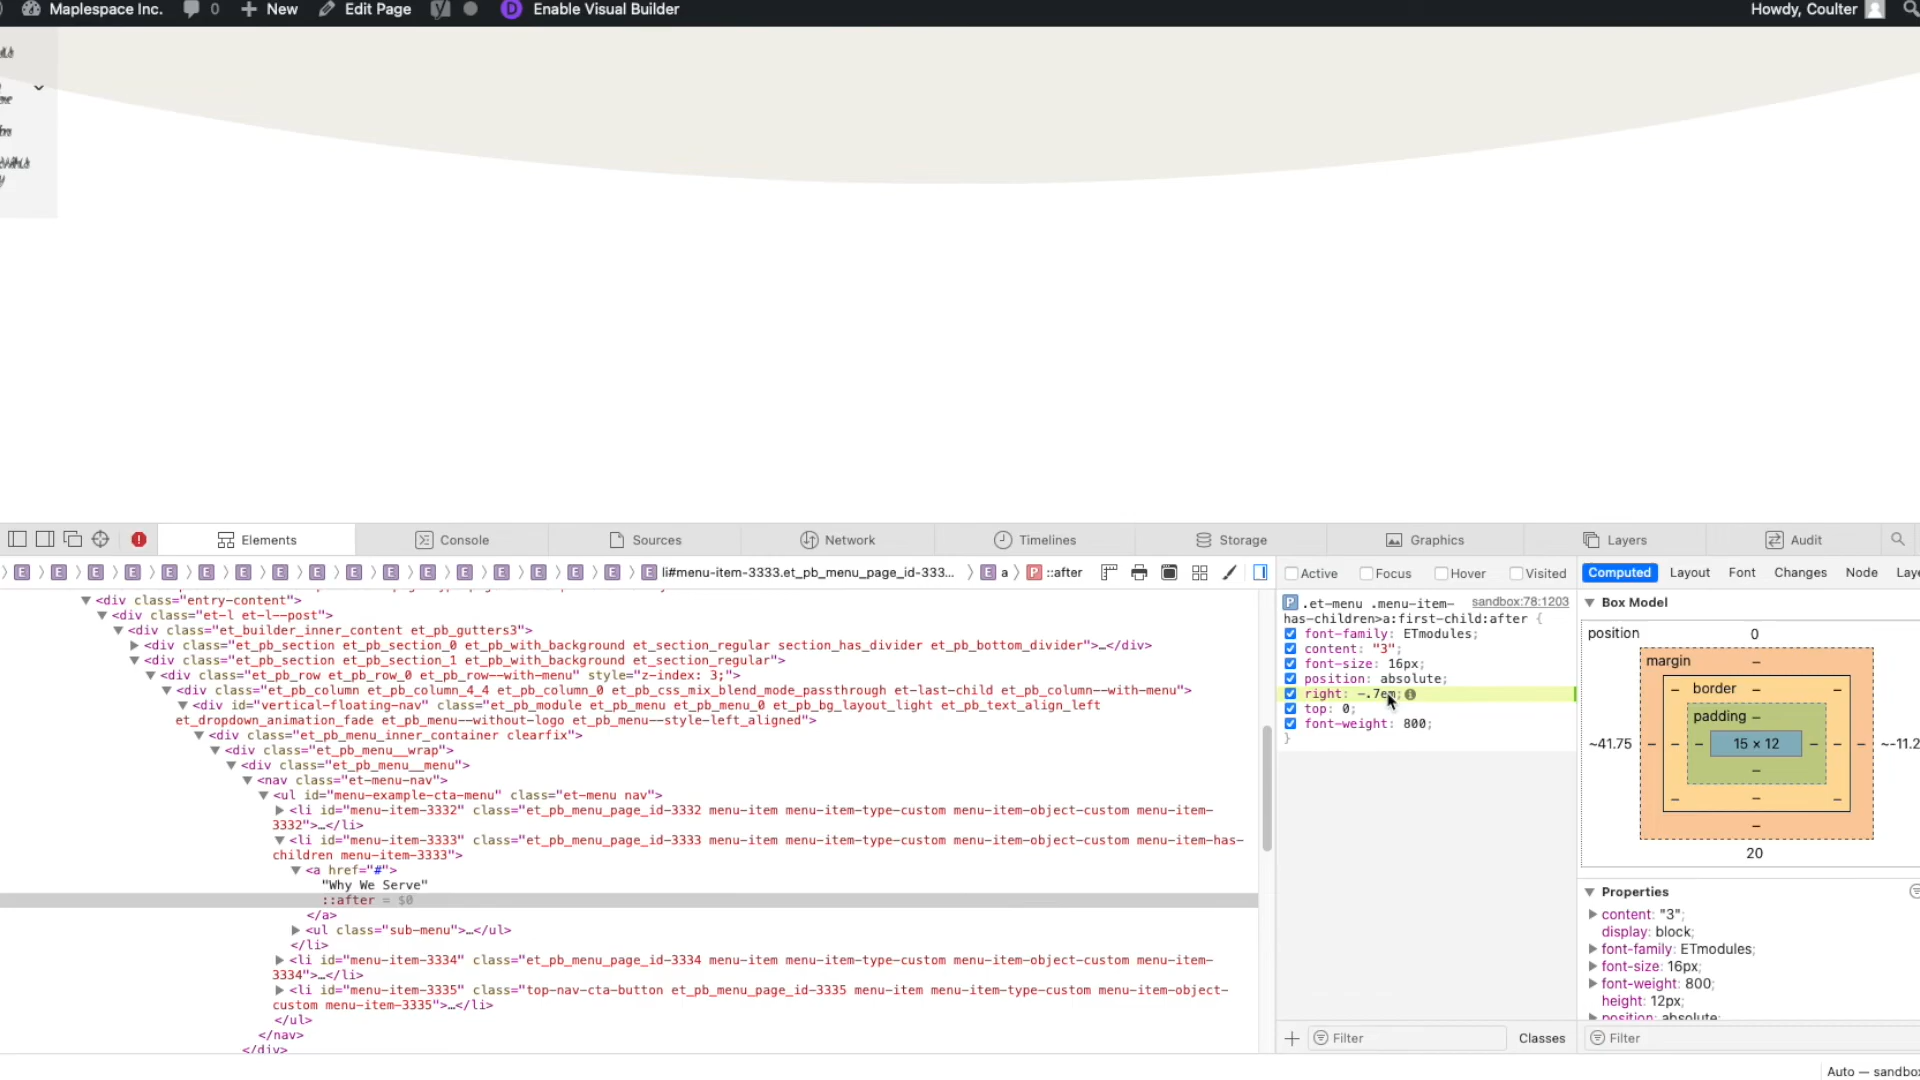 Maplespace Inc. 0 New Edit Page D Enable Visual Builder Howdy, Coulter
Elements Console Sources Network Timelines Storage Graphics Layers Audit
E E E E E E E E E E E E E E E E E E li#menu-item-3333.et_pb_menu_page_id-333... E a P ::after
Active Focus Hover Visited
Computed Layout Font Changes Node
<div class="entry-content">
<div class="et-l et-l--post">
<div class="et_builder_inner_content et_pb_gutters3">
<div class="et_pb_section et_pb_section_0 et_pb_with_background et_section_regular section_has_divider et_pb_bottom_divider">…</div>
<div class="et_pb_section et_pb_section_1 et_pb_with_background et_section_regular">
<div class="et_pb_row et_pb_row_0 et_pb_row--with-menu" style="z-index: 3;">
<div class="et_pb_column et_pb_column_4_4 et_pb_column_0 et_pb_css_mix_blend_mode_passthrough et-last-child et_pb_column--with-menu">
<div id="vertical-floating-nav" class="et_pb_module et_pb_menu et_pb_menu_0 et_pb_bg_layout_light et_pb_text_align_left
et_dropdown_animation_fade et_pb_menu--without-logo et_pb_menu--style-left_aligned">
<div class="et_pb_menu_inner_container clearfix">
<div class="et_pb_menu__wrap">
<div class="et_pb_menu__menu">
<nav class="et-menu-nav">
<ul id="menu-example-cta-menu" class="et-menu nav">
<li id="menu-item-3332" class="et_pb_menu_page_id-3332 menu-item menu-item-type-custom menu-item-object-custom menu-item-
3332">…</li>
<li id="menu-item-3333" class="et_pb_menu_page_id-3333 menu-item menu-item-type-custom menu-item-object-custom menu-item-has-
children menu-item-3333">
<a href="#">
"Why We Serve"
::after = $0
</a>
<ul class="sub-menu">…</ul>
</li>
<li id="menu-item-3334" class="et_pb_menu_page_id-3334 menu-item menu-item-type-custom menu-item-object-custom menu-item-
3334">…</li>
<li id="menu-item-3335" class="top-nav-cta-button et_pb_menu_page_id-3335 menu-item menu-item-type-custom menu-item-object-
custom menu-item-3335">…</li>
</ul>
</nav>
</div>
P .et-menu .menu-item- sandbox:78:1203
has-children>a:first-child:after {
font-family: ETmodules;
content: "3";
font-size: 16px;
position: absolute;
right: -.7em;
top: 0;
font-weight: 800;
}
Filter Classes
Box Model
position 0
margin –
– border – –
padding –
~41.75 – – – 15 × 12 – – –
–
– – –
–
20
Properties
content: "3";
display: block;
font-family: ETmodules;
font-size: 16px;
font-weight: 800;
height: 12px;
position: absolute;
Filter